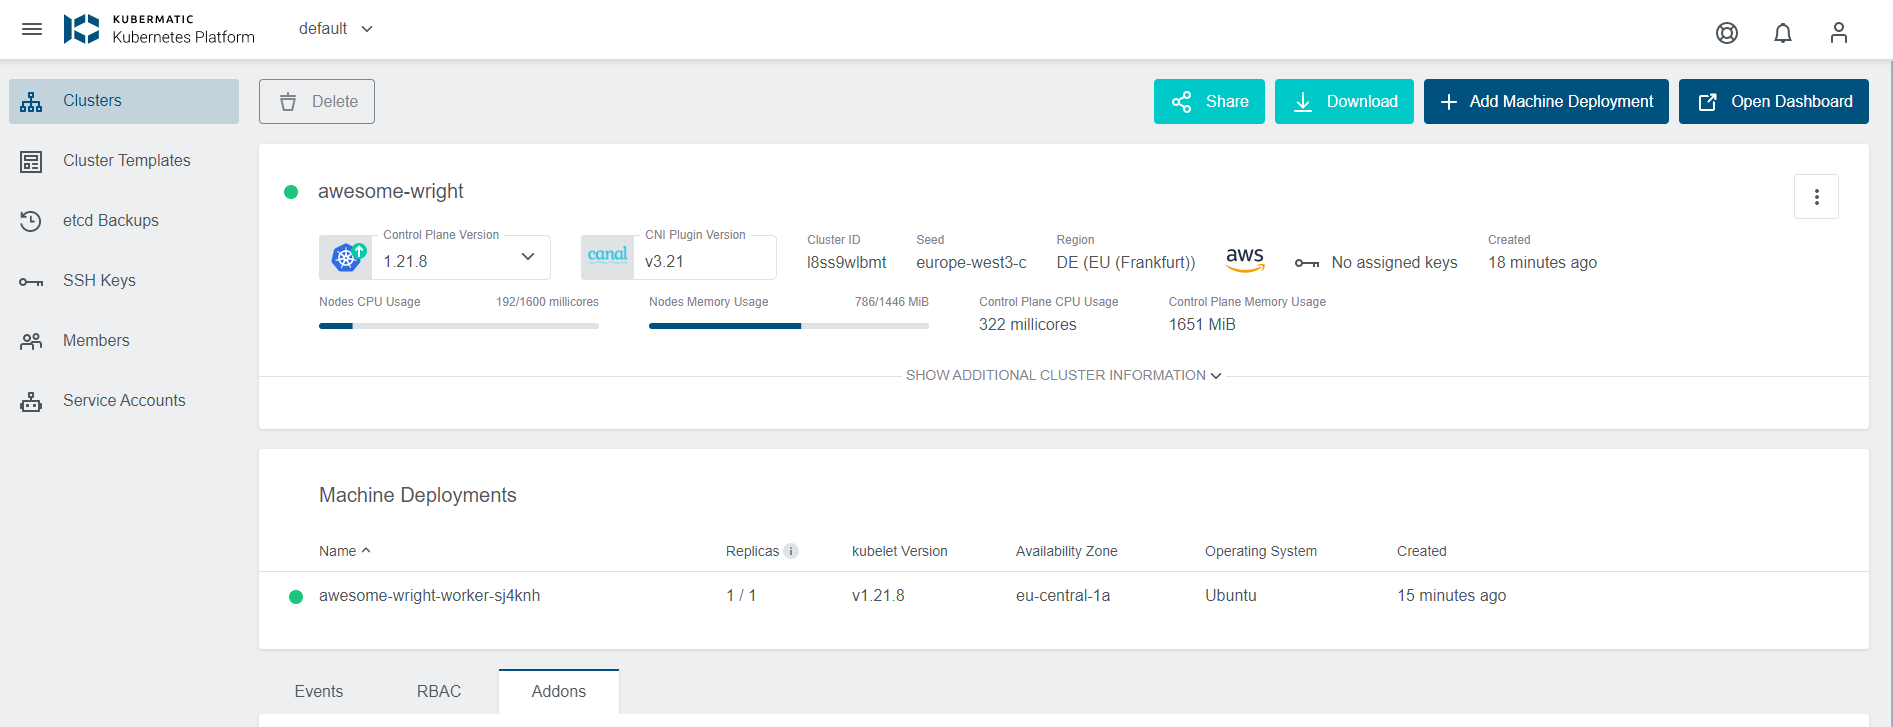 KUBERMATIC
Kubernetes Platform
default
Clusters
Cluster Templates
etcd Backups
SSH Keys
Members
Service Accounts
Delete
Share
Download
Add Machine Deployment
Open Dashboard
awesome-wright
Control Plane Version
1.21.8
canal
CNI Plugin Version
v3.21
Cluster ID
l8ss9wlbmt
Seed
europe-west3-c
Region
DE (EU (Frankfurt))
aws
No assigned keys
Created
18 minutes ago
Nodes CPU Usage 192/1600 millicores
Nodes Memory Usage 786/1446 MiB
Control Plane CPU Usage
322 millicores
Control Plane Memory Usage
1651 MiB
SHOW ADDITIONAL CLUSTER INFORMATION
Machine Deployments
Name Replicas i kubelet Version Availability Zone Operating System Created
awesome-wright-worker-sj4knh 1 / 1 v1.21.8 eu-central-1a Ubuntu 15 minutes ago
Events RBAC Addons